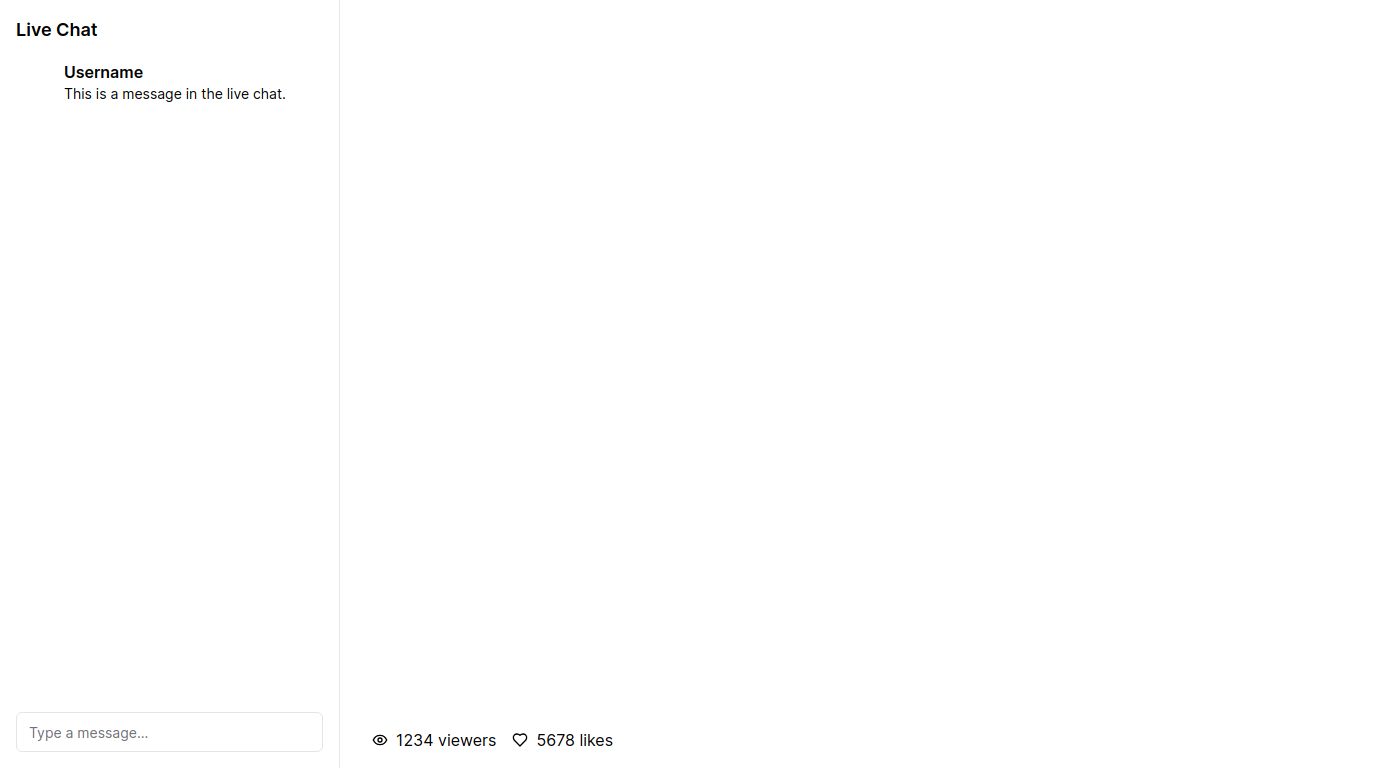 Live Chat
Username
This is a message in the live chat.
Type a message...
1234 viewers
5678 likes